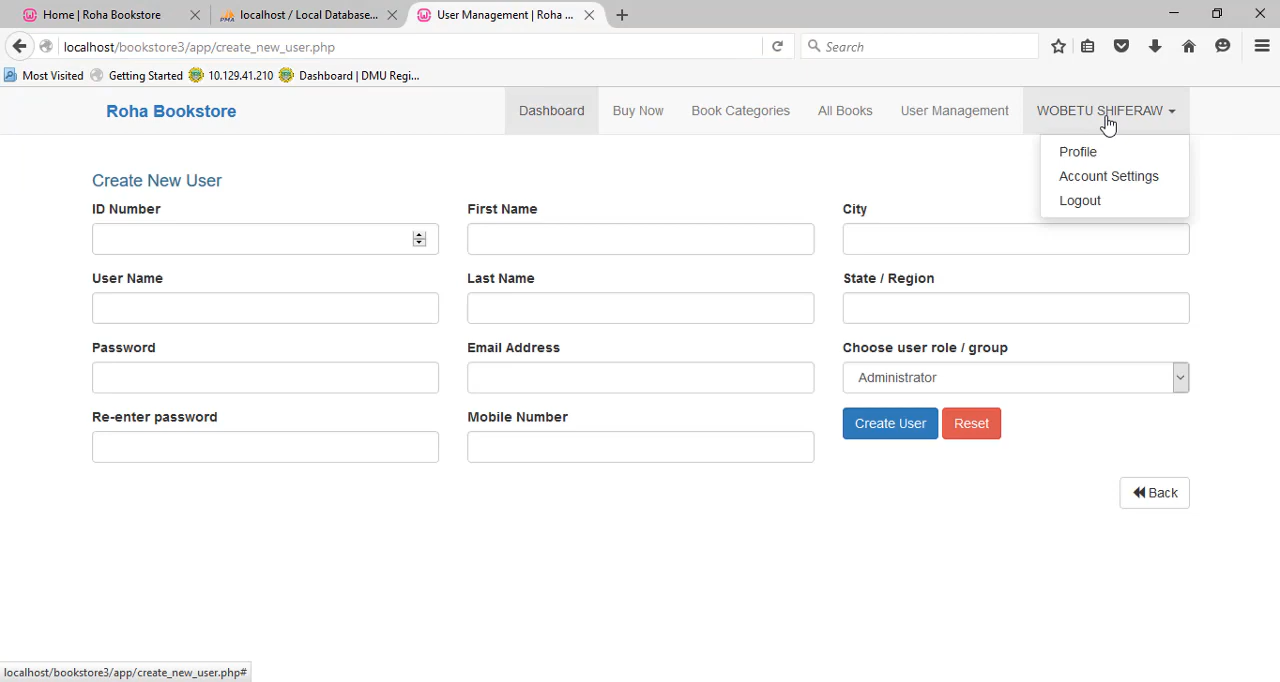 Home | Roha Bookstore
localhost / Local Database...
User Management | Roha ...
localhost/bookstore3/app/create_new_user.php
Search
Most Visited
Getting Started
10.129.41.210
Dashboard | DMU Regi...
Roha Bookstore
Dashboard
Buy Now
Book Categories
All Books
User Management
WOBETU SHIFERAW
Profile
Account Settings
Logout
Create New User
ID Number
First Name
City
User Name
Last Name
State / Region
Password
Email Address
Choose user role / group
Administrator
Re-enter password
Mobile Number
Create User
Reset
Back
localhost/bookstore3/app/create_new_user.php#